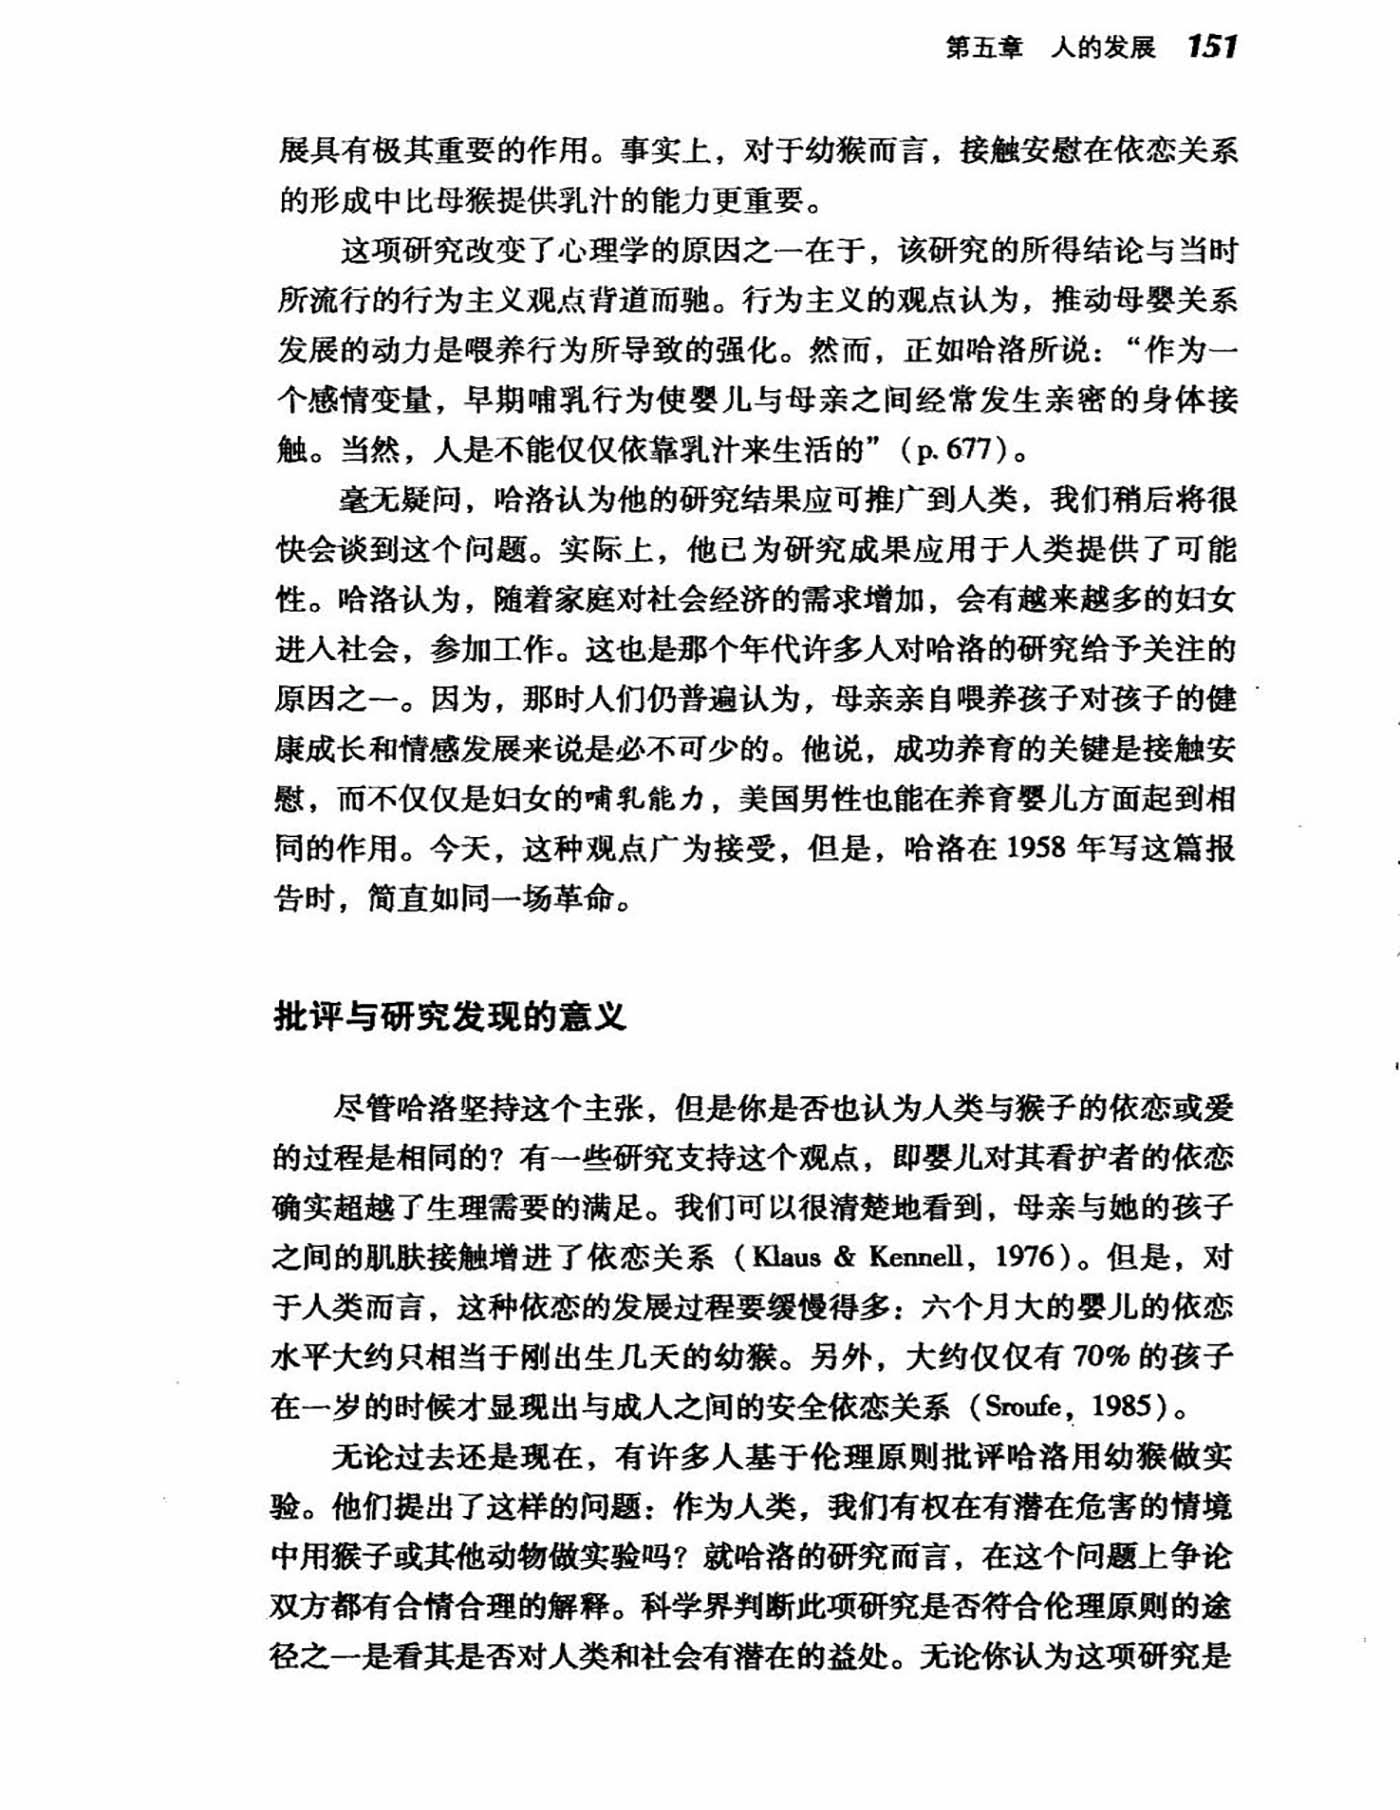 第五章 人的发展 151
展具有极其重要的作用。事实上，对于幼猴而言，接触安慰在依恋关系
的形成中比母猴提供乳汁的能力更重要。
这项研究改变了心理学的原因之一在于，该研究的所得结论与当时
所流行的行为主义观点背道而驰。行为主义的观点认为，推动母婴关系
发展的动力是喂养行为所导致的强化。然而，正如哈洛所说：“作为一
个感情变量，早期哺乳行为使婴儿与母亲之间经常发生亲密的身体接
触。当然，人是不能仅仅依靠乳汁来生活的”（p. 677）。
毫无疑问，哈洛认为他的研究结果应可推广到人类，我们稍后将很
快会谈到这个问题。实际上，他已为研究成果应用于人类提供了可能
性。哈洛认为，随着家庭对社会经济的需求增加，会有越来越多的妇女
进入社会，参加工作。这也是那个年代许多人对哈洛的研究给予关注的
原因之一。因为，那时人们仍普遍认为，母亲亲自喂养孩子对孩子的健
康成长和情感发展来说是必不可少的。他说，成功养育的关键是接触安
慰，而不仅仅是妇女的哺乳能力，美国男性也能在养育婴儿方面起到相
同的作用。今天，这种观点广为接受，但是，哈洛在 1958 年写这篇报
告时，简直如同一场革命。
批评与研究发现的意义
尽管哈洛坚持这个主张，但是你是否也认为人类与猴子的依恋或爱
的过程是相同的？有一些研究支持这个观点，即婴儿对其看护者的依恋
确实超越了生理需要的满足。我们可以很清楚地看到，母亲与她的孩子
之间的肌肤接触增进了依恋关系（Klaus & Kennell，1976）。但是，对
于人类而言，这种依恋的发展过程要缓慢得多：六个月大的婴儿的依恋
水平大约只相当于刚出生几天的幼猴。另外，大约仅仅有 70% 的孩子
在一岁的时候才显现出与成人之间的安全依恋关系（Sroufe，1985）。
无论过去还是现在，有许多人基于伦理原则批评哈洛用幼猴做实
验。他们提出了这样的问题：作为人类，我们有权在有潜在危害的情境
中用猴子或其他动物做实验吗？就哈洛的研究而言，在这个问题上争论
双方都有合情合理的解释。科学界判断此项研究是否符合伦理原则的途
径之一是看其是否对人类和社会有潜在的益处。无论你认为这项研究是